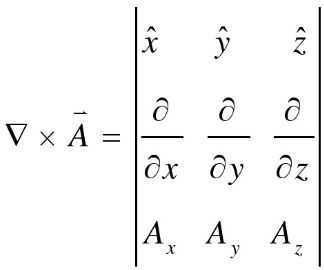 x̂ ŷ ẑ
∇ × A⃑ = | ∂/∂x ∂/∂y ∂/∂z |
A_x A_y A_z